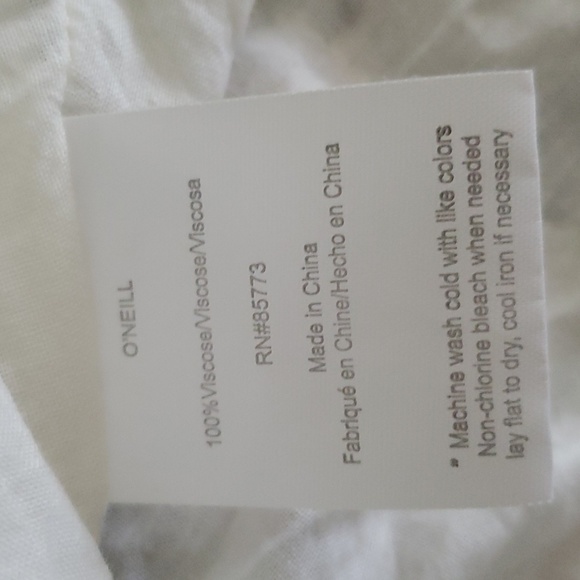 O'NEILL
100%Viscose/Viscose/Viscosa
RN#85773
Made in China
Fabriqué en Chine/Hecho en China
" Machine wash cold with like colors
Non-chlorine bleach when needed
lay flat to dry, cool iron if necessary